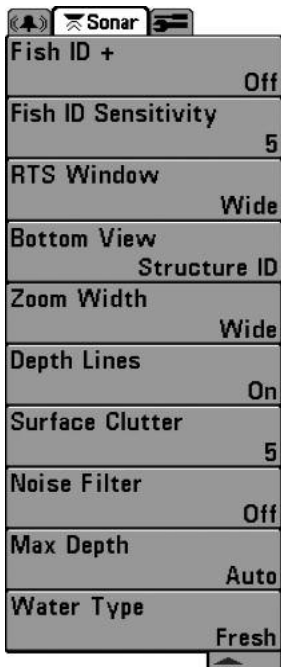 Sonar
Fish ID +
Off
Fish ID Sensitivity
5
RTS Window
Wide
Bottom View
Structure ID
Zoom Width
Wide
Depth Lines
On
Surface Clutter
5
Noise Filter
Off
Max Depth
Auto
Water Type
Fresh